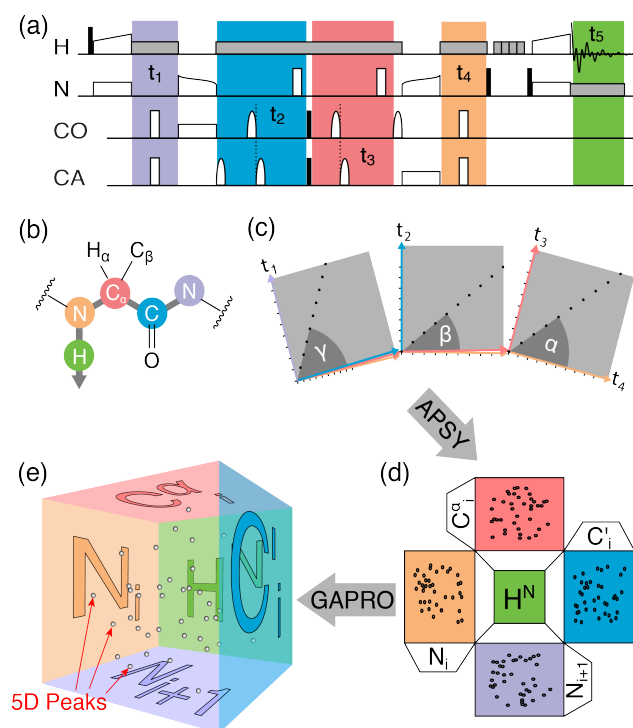 (a)
H
t5
N
t1
t4
CO
t2
CA
t3
(b)
Hα Cβ
N Cα C N
O
H
(c)
t1
t2
t3
γ
β
α
t4
APSY
(d)
Cαi
C'i
HN
Ni
Ni+1
GAPRO
(e)
Cαi
Ni
H N
C'i
Ni+1
5D Peaks